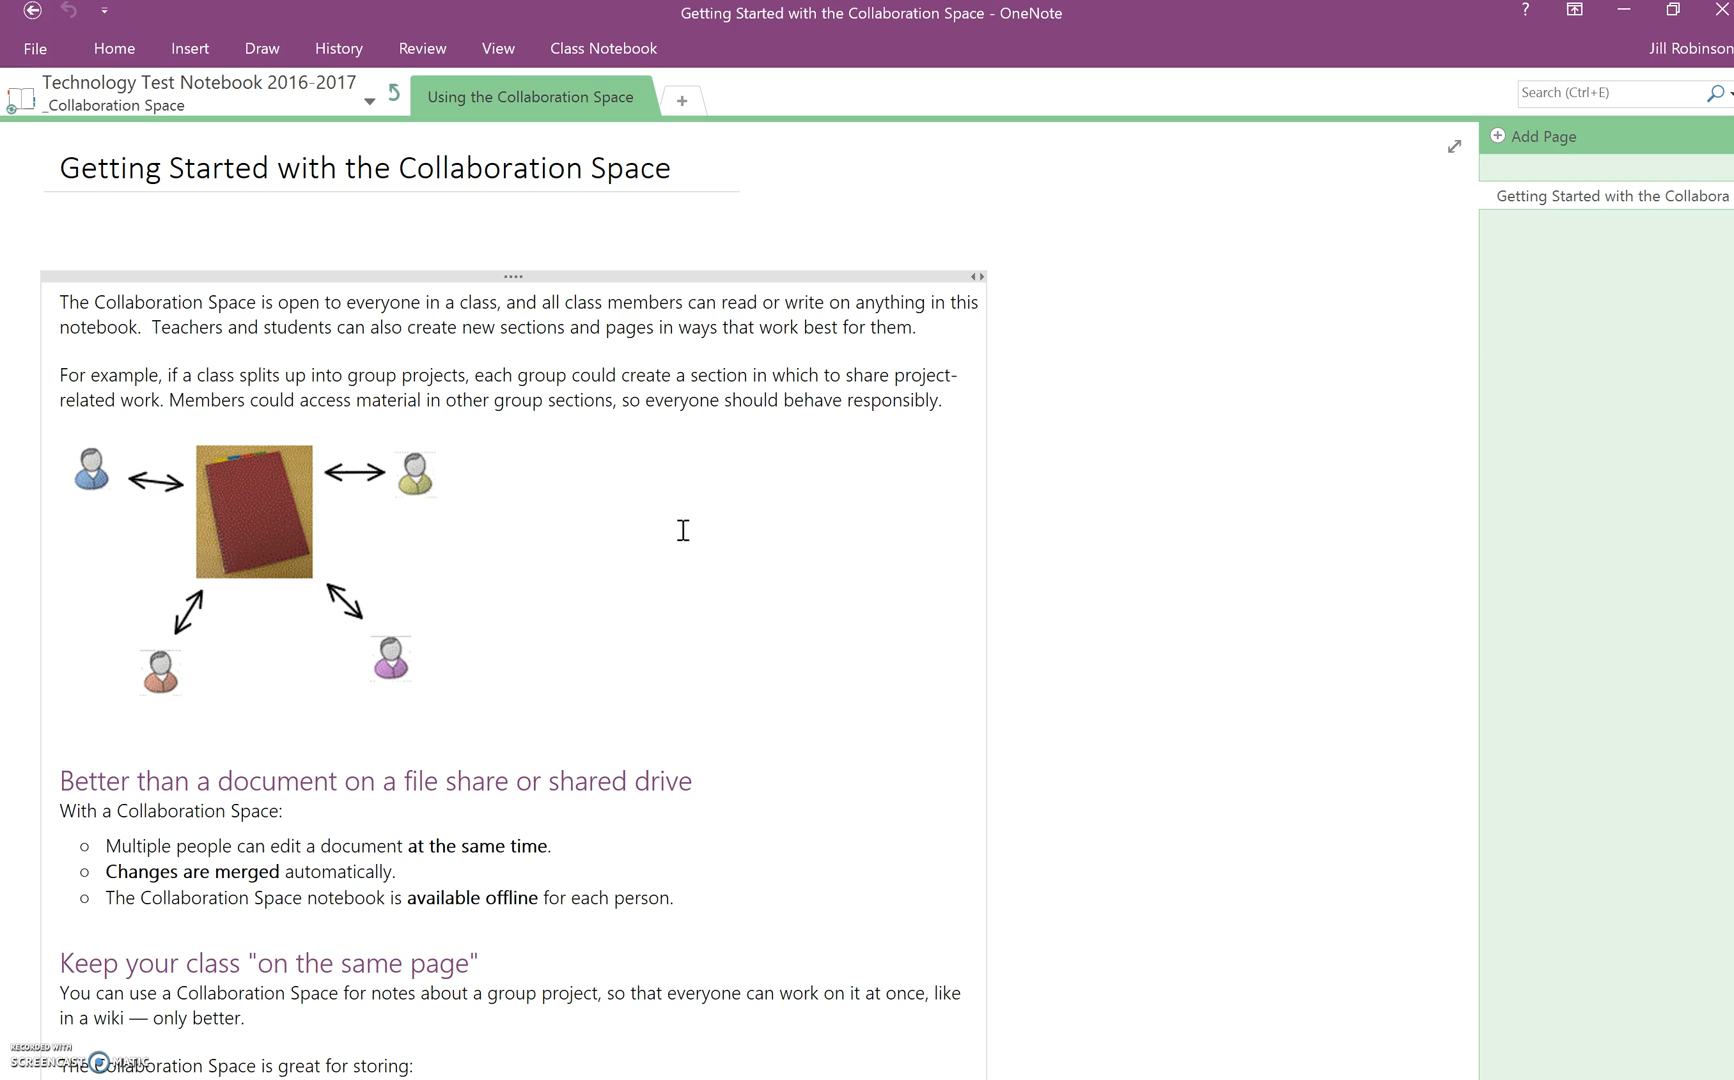 Getting Started with the Collaboration Space - OneNote
?
File Home Insert Draw History Review View Class Notebook
Jill Robinson
Technology Test Notebook 2016-2017
_Collaboration Space
Using the Collaboration Space
+
Search (Ctrl+E)
Add Page
Getting Started with the Collabora
Getting Started with the Collaboration Space
The Collaboration Space is open to everyone in a class, and all class members can read or write on anything in this
notebook. Teachers and students can also create new sections and pages in ways that work best for them.
For example, if a class splits up into group projects, each group could create a section in which to share project-
related work. Members could access material in other group sections, so everyone should behave responsibly.
Better than a document on a file share or shared drive
With a Collaboration Space:
o Multiple people can edit a document at the same time.
o Changes are merged automatically.
o The Collaboration Space notebook is available offline for each person.
Keep your class "on the same page"
You can use a Collaboration Space for notes about a group project, so that everyone can work on it at once, like
in a wiki — only better.
RECORDED WITH
SCREENCAST-O-MATIC
The Collaboration Space is great for storing: